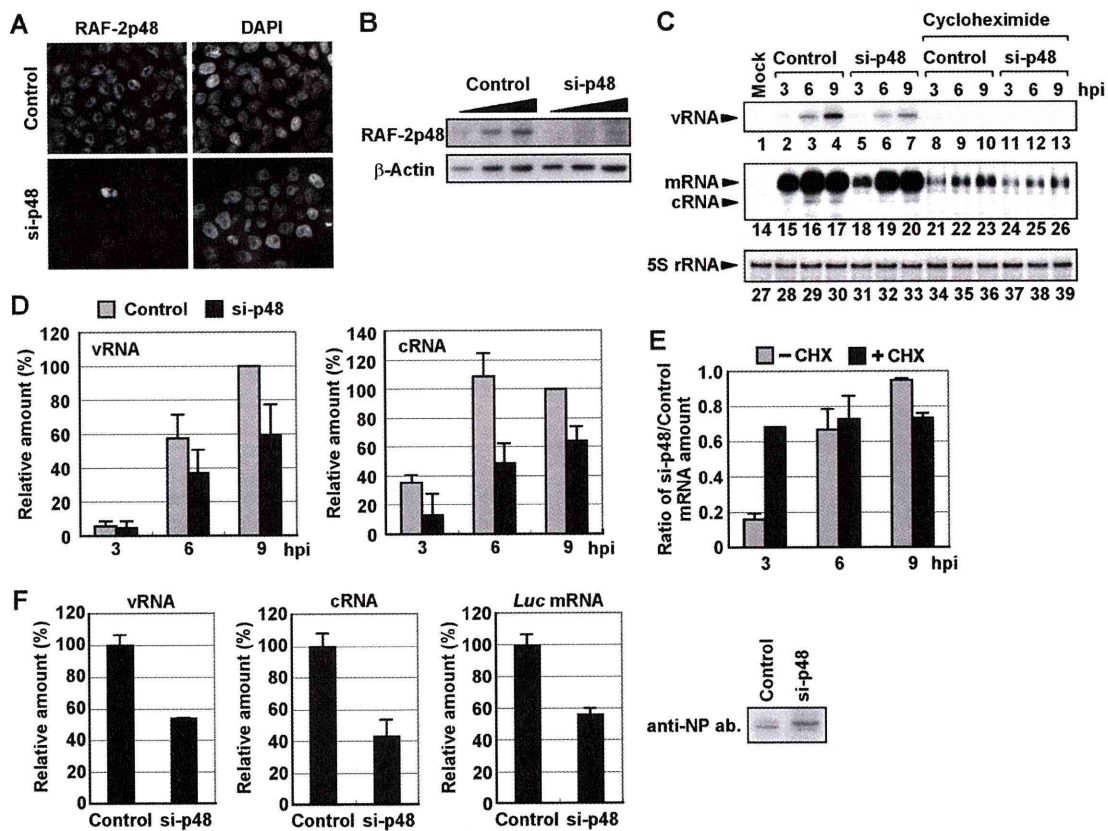 A
RAF-2p48 DAPI
Control
si-p48
B
Control si-p48
RAF-2p48
β-Actin
C
Cycloheximide
Mock Control si-p48 Control si-p48
3 6 9 3 6 9 3 6 9 3 6 9 hpi
vRNA
1 2 3 4 5 6 7 8 9 10 11 12 13
mRNA
cRNA
14 15 16 17 18 19 20 21 22 23 24 25 26
5S rRNA
27 28 29 30 31 32 33 34 35 36 37 38 39
D
Control si-p48
Relative amount (%)
120
100
80
60
40
20
0
vRNA
3 6 9 hpi
Relative amount (%)
140
120
100
80
60
40
20
0
cRNA
3 6 9 hpi
E
– CHX + CHX
Ratio of si-p48/Control
mRNA amount
1.0
0.8
0.6
0.4
0.2
0
3 6 9 hpi
F
vRNA
Relative amount (%)
120
100
80
60
40
20
0
Control si-p48
cRNA
Relative amount (%)
120
100
80
60
40
20
0
Control si-p48
Luc mRNA
Relative amount (%)
120
100
80
60
40
20
0
Control si-p48
Control
si-p48
anti-NP ab.